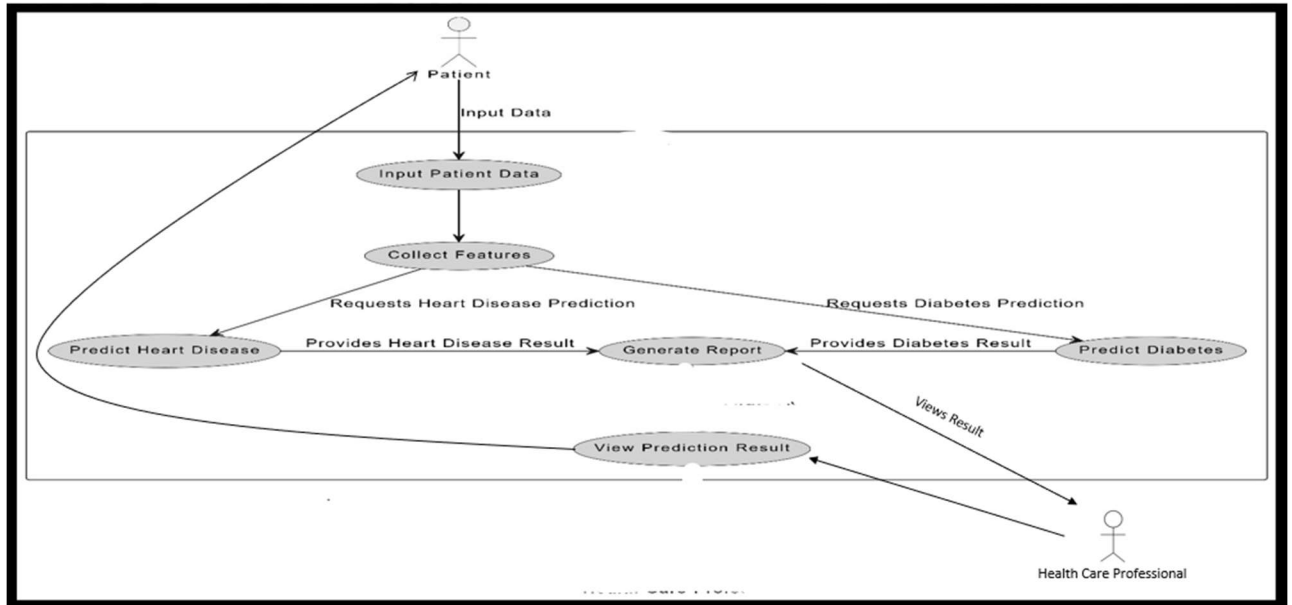 Patient
Input Data
Input Patient Data
Collect Features
Requests Heart Disease Prediction
Requests Diabetes Prediction
Predict Heart Disease
Provides Heart Disease Result
Generate Report
Provides Diabetes Result
Predict Diabetes
Views Result
View Prediction Result
Health Care Professional